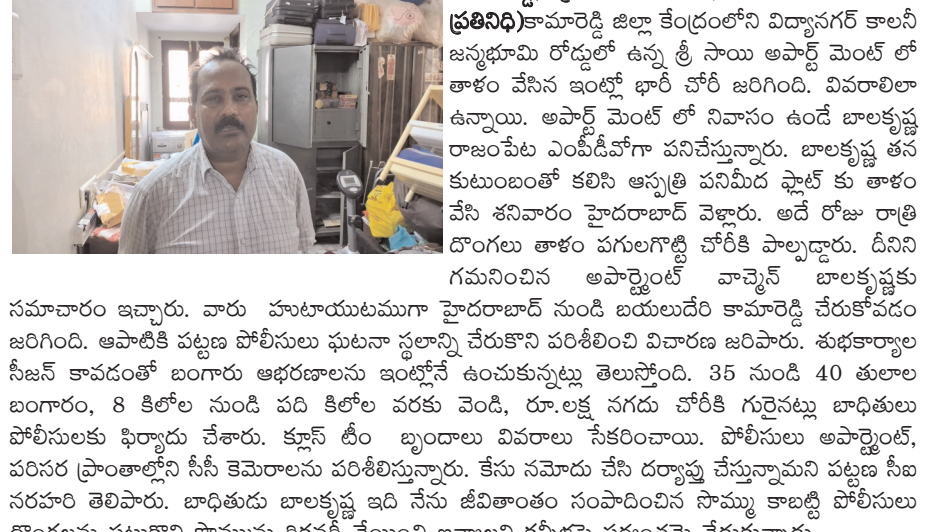 ప్రతినిధి)కామారెడ్డి జిల్లా కేంద్రంలోని విద్యానగర్ కాలనీ
జన్మభూమి రోడ్డులో ఉన్న శ్రీ సాయి అపార్ట్ మెంట్ లో
తాళం వేసిన ఇంట్లో భారీ చోరీ జరిగింది. వివరాలిలా
ఉన్నాయి. అపార్ట్ మెంట్ లో నివాసం ఉండే బాలకృష్ణ
రాజంపేట ఎంపీడీవోగా పనిచేస్తున్నారు. బాలకృష్ణ తన
కుటుంబంతో కలిసి ఆస్పత్రి పనిమీద ఫ్లాట్ కు తాళం
వేసి శనివారం హైదరాబాద్ వెళ్లారు. అదే రోజు రాత్రి
దొంగలు తాళం పగులగొట్టి చోరీకి పాల్పడ్డారు. దీనిని
గమనించిన అపార్ట్మెంట్ వాచ్మెన్ బాలకృష్ణకు
సమాచారం ఇచ్చారు. వారు హుటాయుటముగా హైదరాబాద్ నుండి బయలుదేరి కామారెడ్డి చేరుకోవడం
జరిగింది. ఆపాటికి పట్టణ పోలీసులు ఘటనా స్థలాన్ని చేరుకొని పరిశీలించి విచారణ జరిపారు. శుభకార్యాల
సీజన్ కావడంతో బంగారు ఆభరణాలను ఇంట్లోనే ఉంచుకున్నట్లు తెలుస్తోంది. 35 నుండి 40 తులాల
బంగారం, 8 కిలోల నుండి పది కిలోల వరకు వెండి, రూ.లక్ష నగదు చోరీకి గురైనట్లు బాధితులు
పోలీసులకు ఫిర్యాదు చేశారు. క్లూస్ టీం బృందాలు వివరాలు సేకరించాయి. పోలీసులు అపార్ట్మెంట్,
పరిసర ప్రాంతాల్లోని సీసీ కెమెరాలను పరిశీలిస్తున్నారు. కేసు నమోదు చేసి దర్యాప్తు చేస్తున్నామని పట్టణ సీఐ
నరహరి తెలిపారు. బాధితుడు బాలకృష్ణ ఇది నేను జీవితాంతం సంపాదించిన సొమ్ము కాబట్టి పోలీసులు